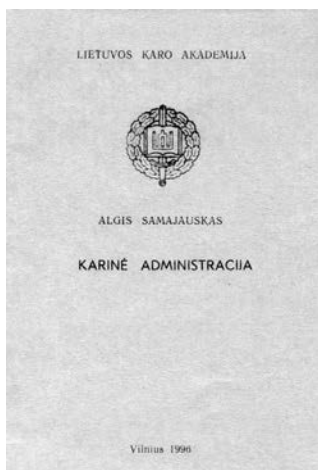 LIETUVOS KARO AKADEMIJA
ALGIS SAMAJAUSKAS
KARINĖ ADMINISTRACIJA
Vilnius 1996